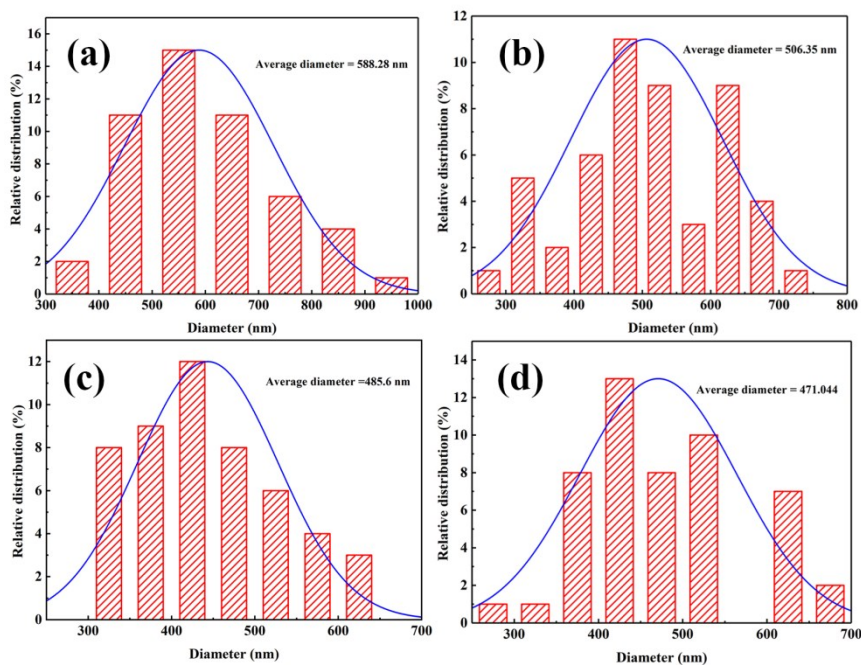 (a)
Average diameter = 588.28 nm
Relative distribution (%)
16
14
12
10
8
6
4
2
0
300 400 500 600 700 800 900 1000
Diameter (nm)
(b)
Average diameter = 506.35 nm
Relative distribution (%)
12
10
8
6
4
2
0
300 400 500 600 700 800
Diameter (nm)
(c)
Average diameter =485.6 nm
Relative distribution (%)
12
10
8
6
4
2
0
300 400 500 600 700
Diameter (nm)
(d)
Average diameter = 471.044
Relative distribution (%)
14
12
10
8
6
4
2
0
300 400 500 600 700
Diameter (nm)